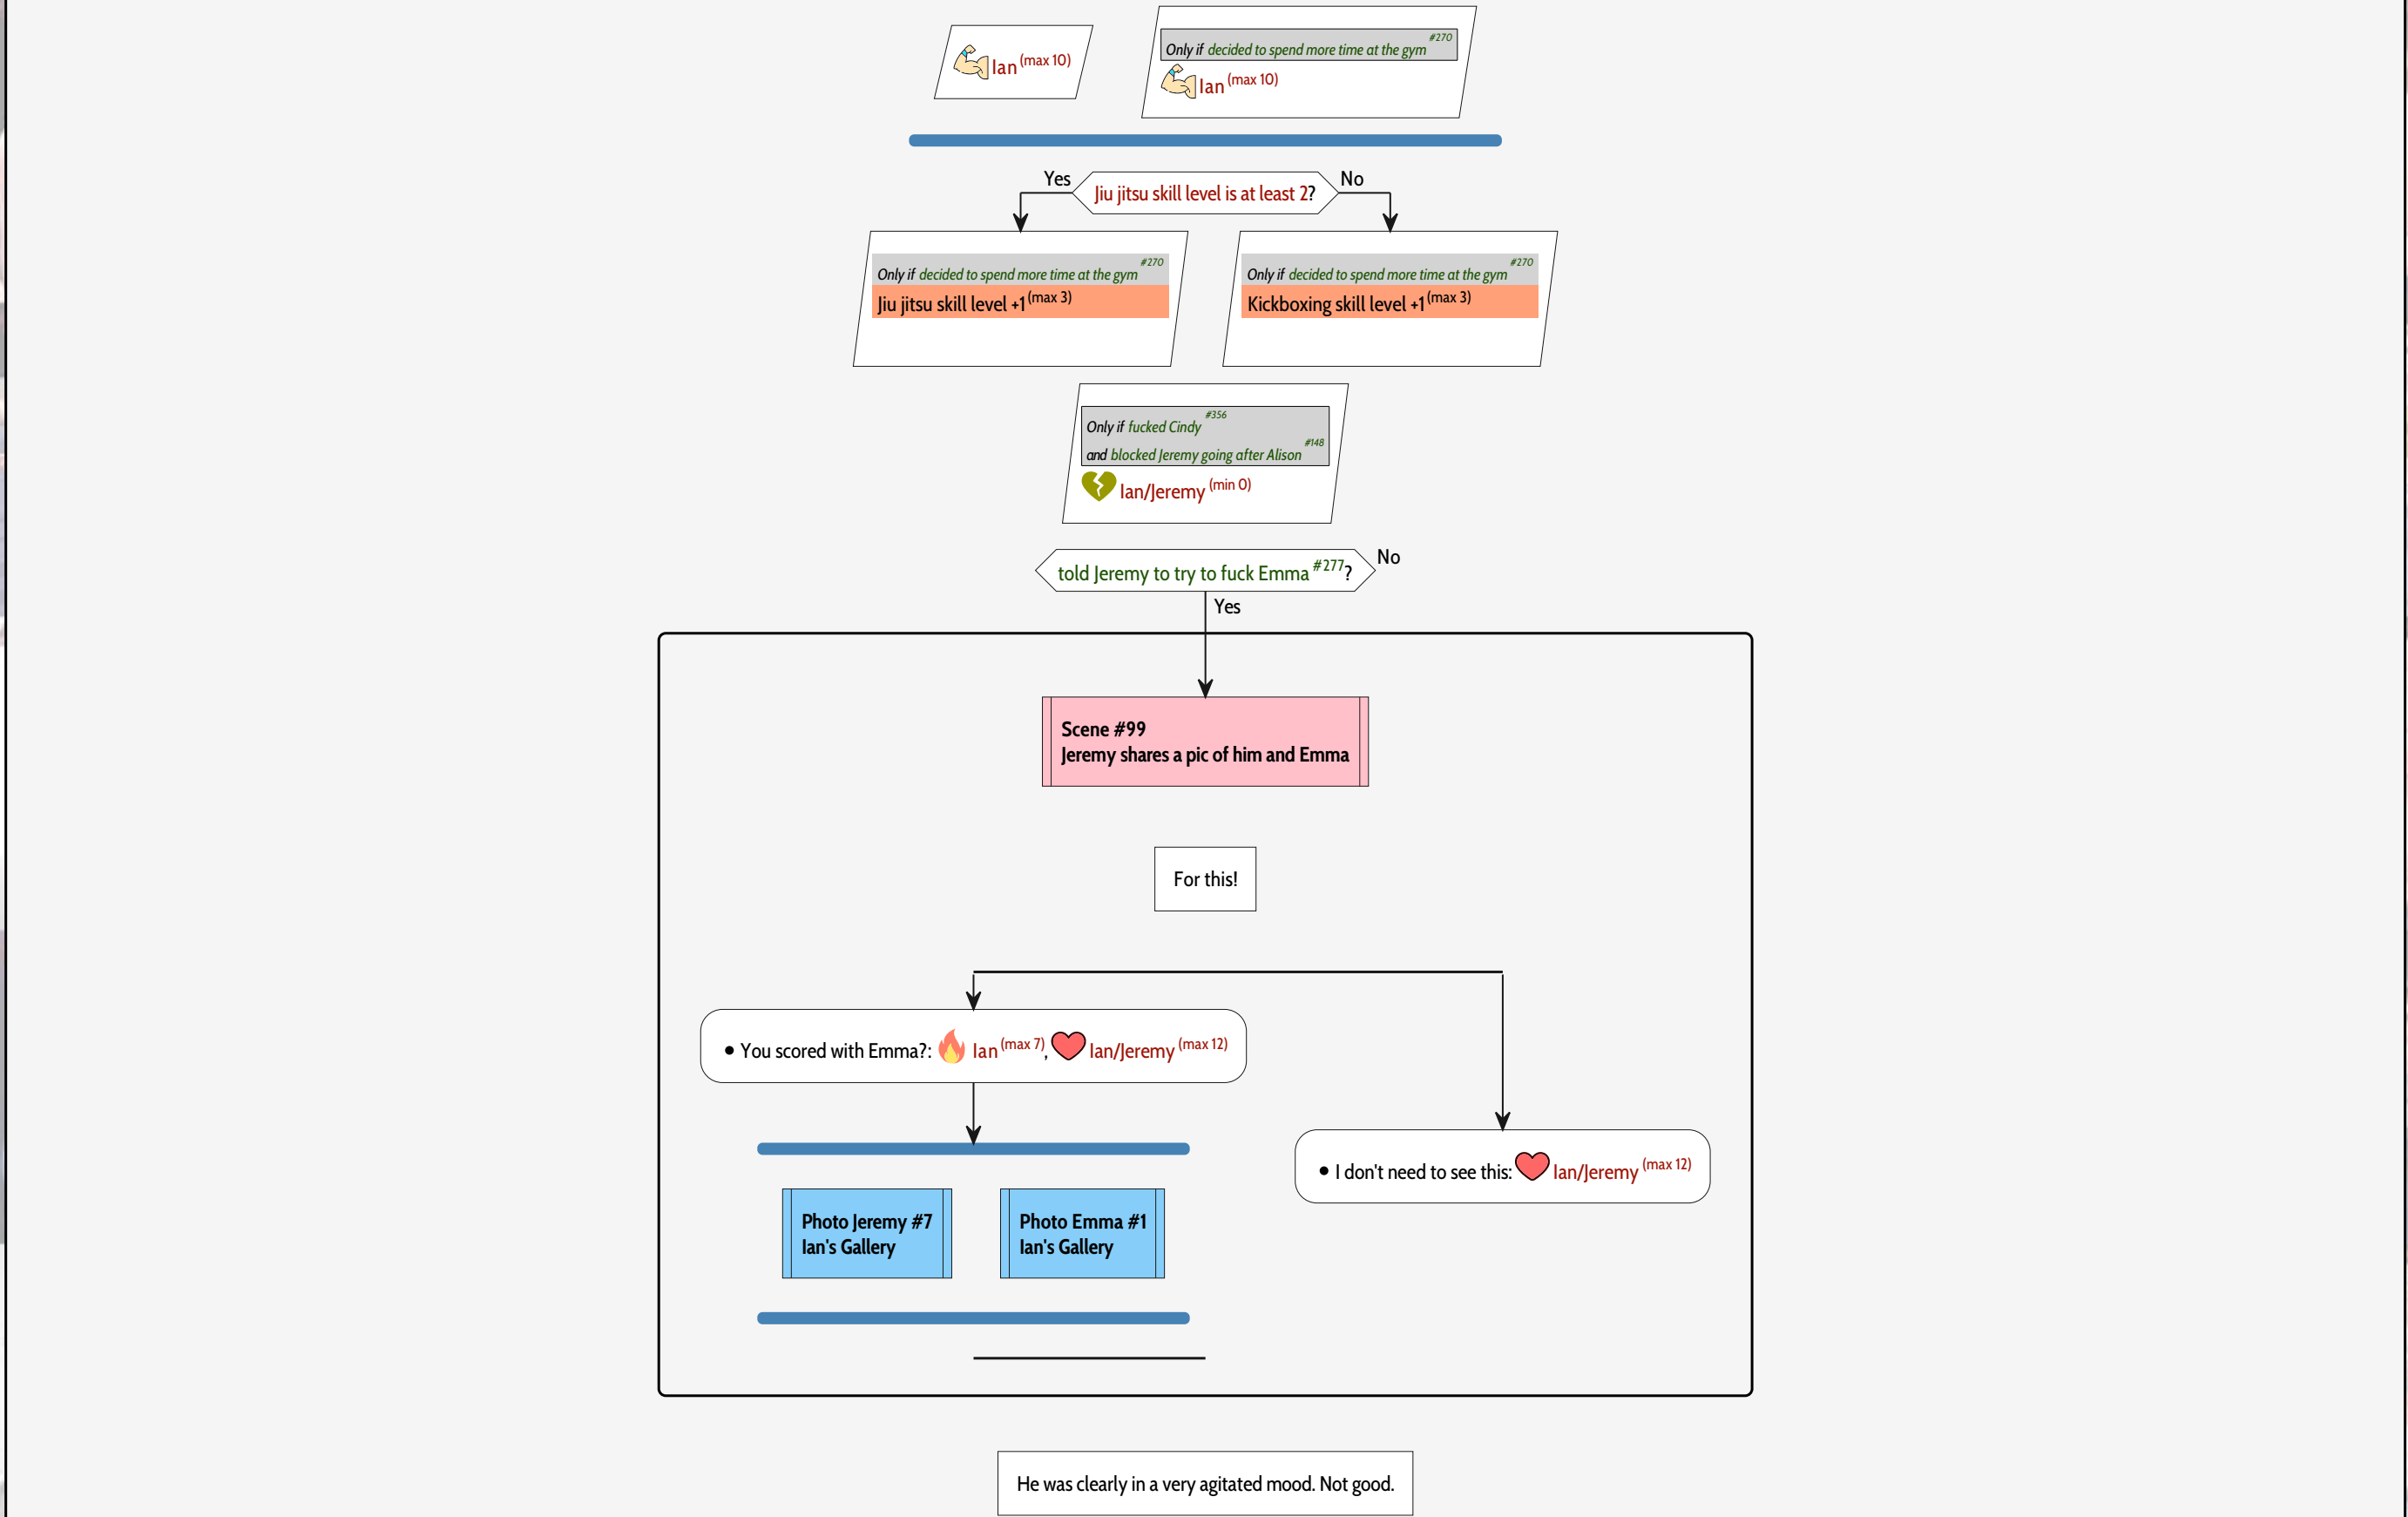 Ian (max 10)
#270
Only if decided to spend more time at the gym
Ian (max 10)
Yes
Jiu jitsu skill level is at least 2?
No
#270
Only if decided to spend more time at the gym
Jiu jitsu skill level +1 (max 3)
#270
Only if decided to spend more time at the gym
Kickboxing skill level +1 (max 3)
#356
Only if fucked Cindy
#148
and blocked Jeremy going after Alison
Ian/Jeremy (min 0)
told Jeremy to try to fuck Emma #277?
No
Yes
Scene #99
Jeremy shares a pic of him and Emma
For this!
• You scored with Emma?: Ian (max 7), Ian/Jeremy (max 12)
• I don't need to see this: Ian/Jeremy (max 12)
Photo Jeremy #7
Ian's Gallery
Photo Emma #1
Ian's Gallery
He was clearly in a very agitated mood. Not good.